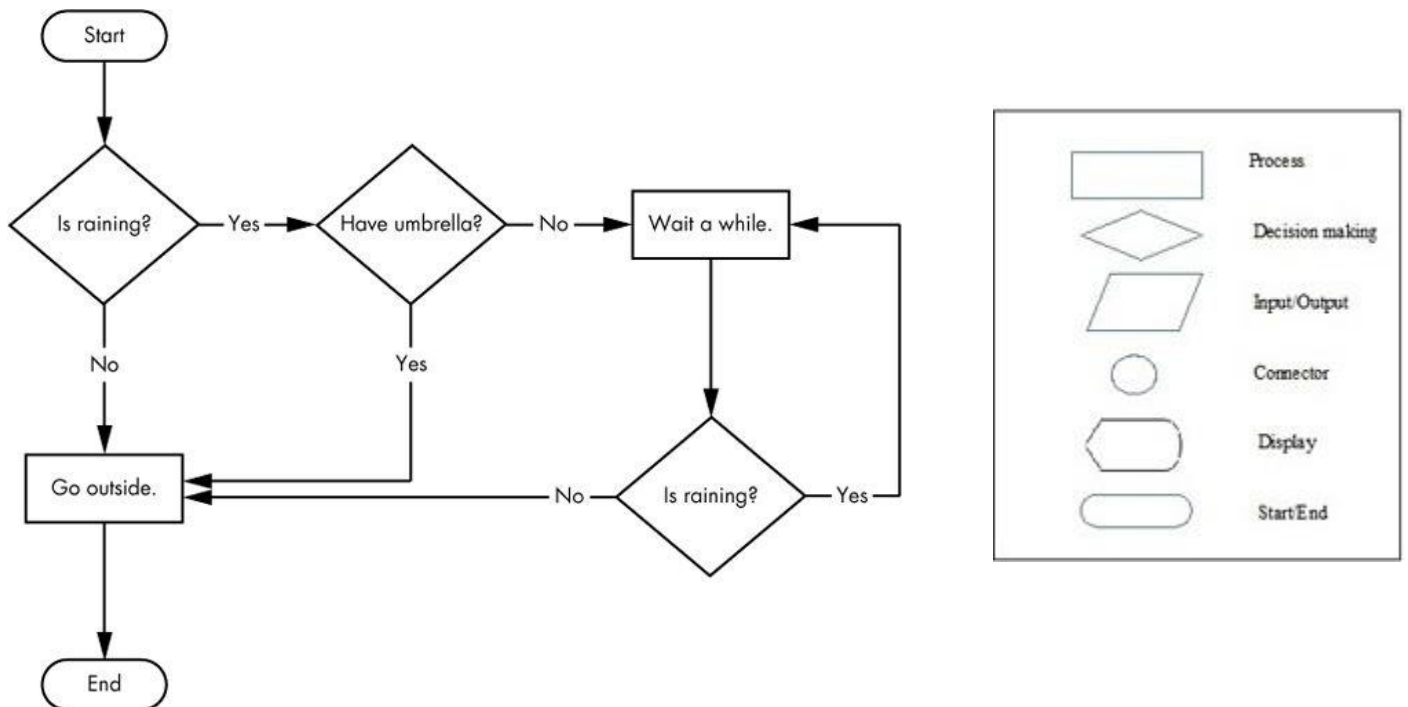 Start
Is raining?
Yes
Have umbrella?
No
Wait a while.
No
Yes
Go outside.
No
Is raining?
Yes
End
Process
Decision making
Input/Output
Connector
Display
Start/End